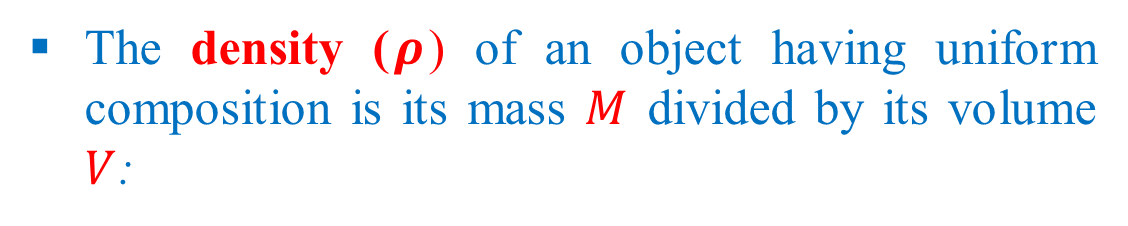 ▪ The density (ρ) of an object having uniform
composition is its mass M divided by its volume
V: